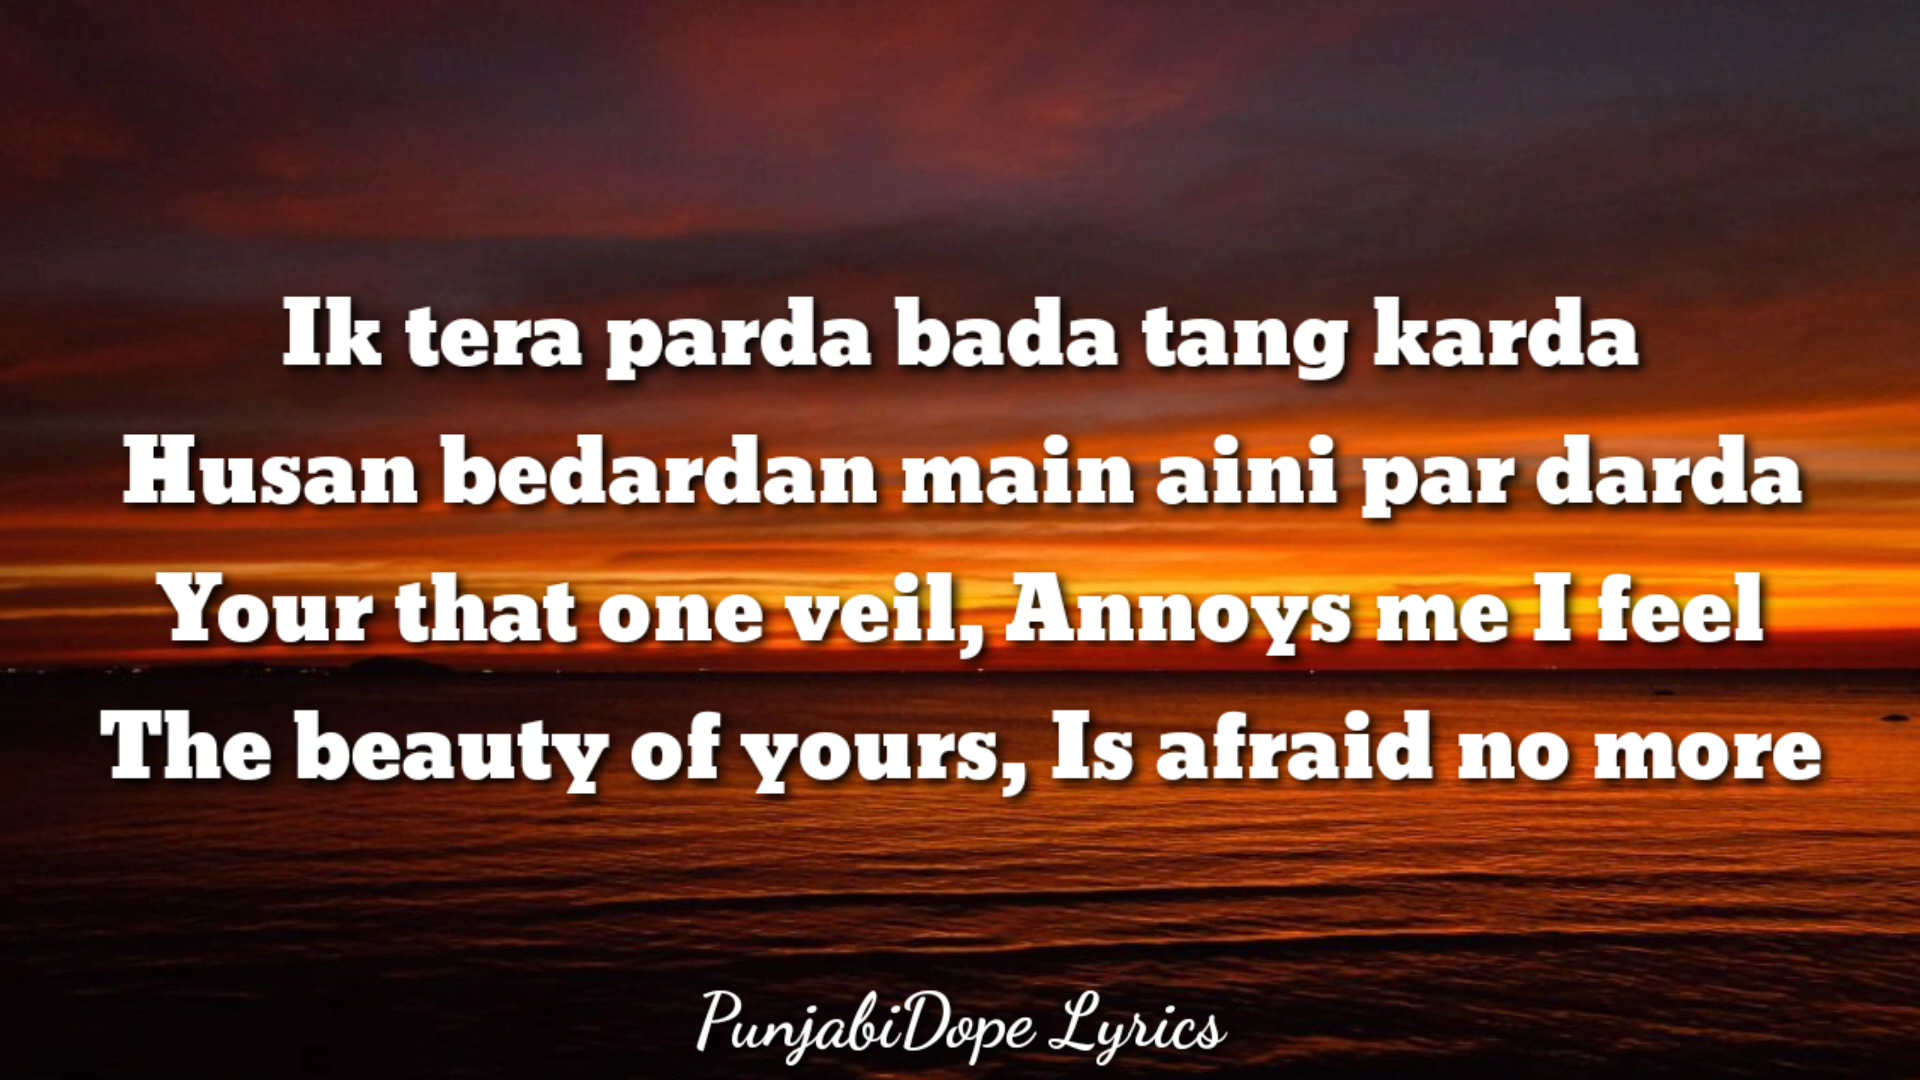 Ik tera parda bada tang karda
Husan bedardan main aini par darda
Your that one veil, Annoys me I feel
The beauty of yours, Is afraid no more
PunjabiDope Lyrics